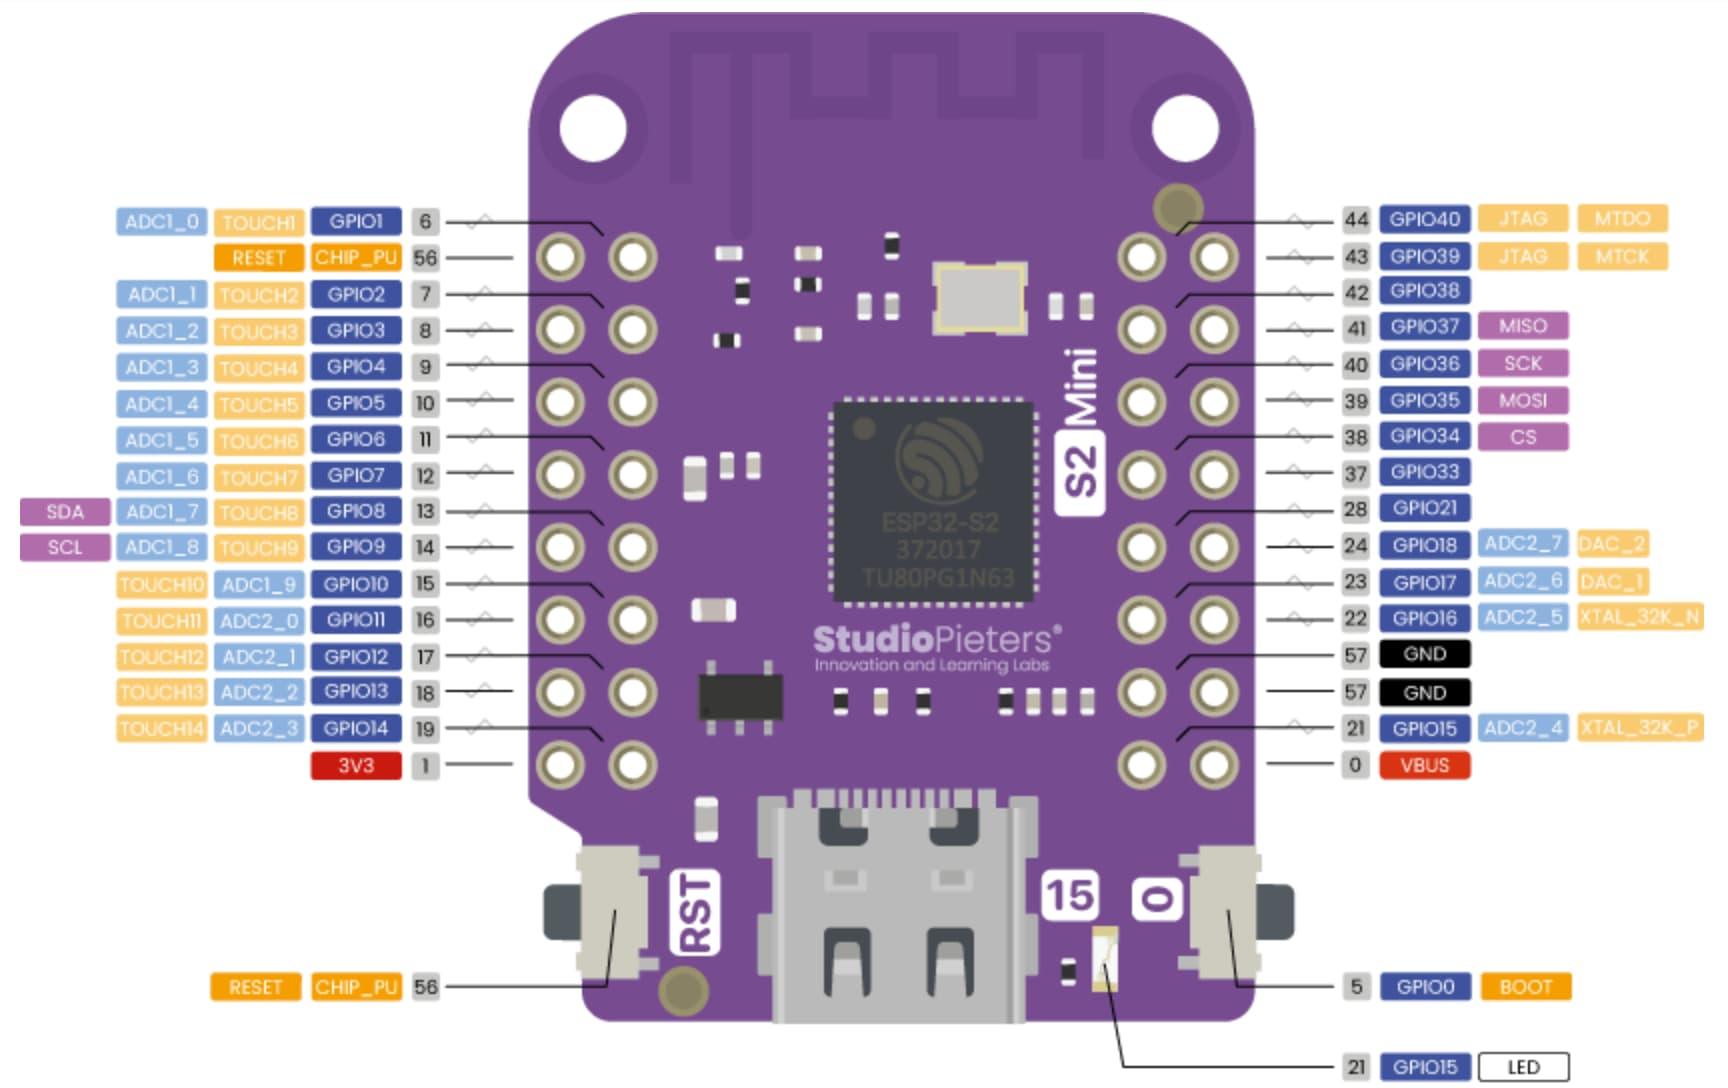 ADC1_0 TOUCH1 GPIO1 6
RESET CHIP_PU 56
ADC1_1 TOUCH2 GPIO2 7
ADC1_2 TOUCH3 GPIO3 8
ADC1_3 TOUCH4 GPIO4 9
ADC1_4 TOUCH5 GPIO5 10
ADC1_5 TOUCH6 GPIO6 11
ADC1_6 TOUCH7 GPIO7 12
SDA ADC1_7 TOUCH8 GPIO8 13
SCL ADC1_8 TOUCH9 GPIO9 14
TOUCH10 ADC1_9 GPIO10 15
TOUCH11 ADC2_0 GPIO11 16
TOUCH12 ADC2_1 GPIO12 17
TOUCH13 ADC2_2 GPIO13 18
TOUCH14 ADC2_3 GPIO14 19
3V3 1
RESET CHIP_PU 56
S2 Mini
ESP32-S2
372017
TU80PG1N63
StudioPieters®
Innovation and Learning Labs
RST
15
0
44 GPIO40 JTAG MTDO
43 GPIO39 JTAG MTCK
42 GPIO38
41 GPIO37 MISO
40 GPIO36 SCK
39 GPIO35 MOSI
38 GPIO34 CS
37 GPIO33
28 GPIO21
24 GPIO18 ADC2_7 DAC_2
23 GPIO17 ADC2_6 DAC_1
22 GPIO16 ADC2_5 XTAL_32K_N
57 GND
57 GND
21 GPIO15 ADC2_4 XTAL_32K_P
0 VBUS
5 GPIO0 BOOT
21 GPIO15 LED